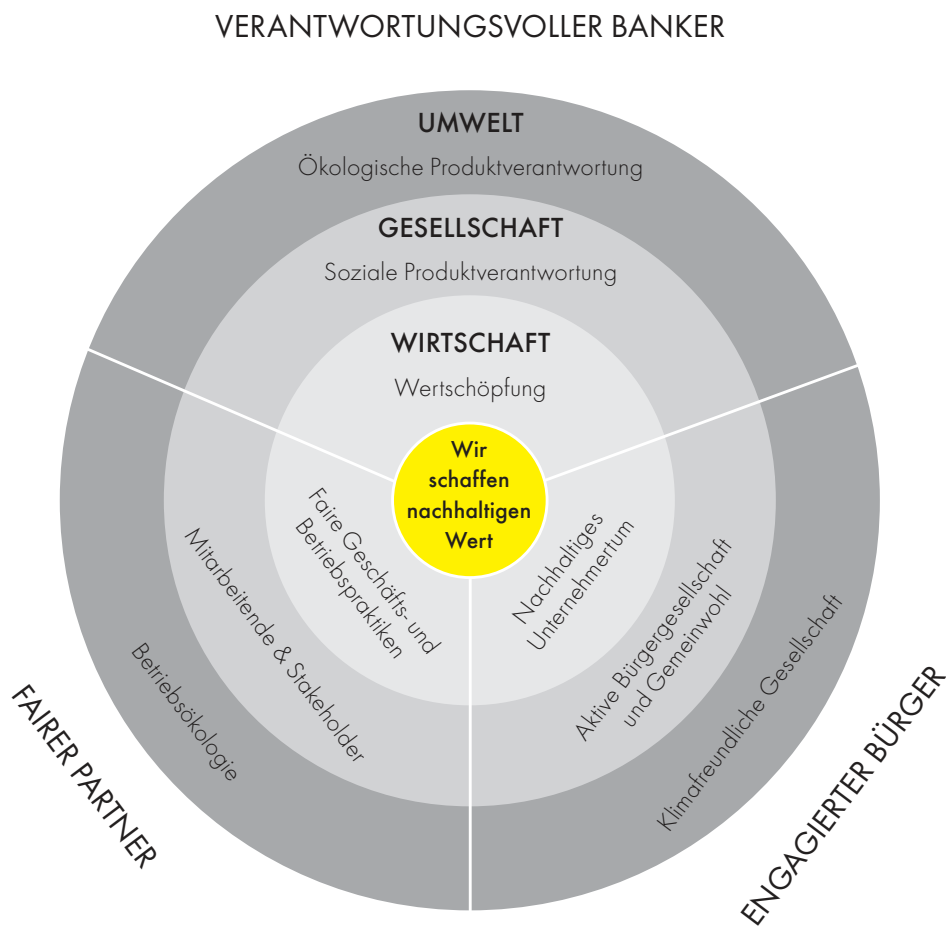 VERANTWORTUNGSVOLLER BANKER
UMWELT
Ökologische Produktverantwortung
GESELLSCHAFT
Soziale Produktverantwortung
WIRTSCHAFT
Wertschöpfung
Wir
schaffen
nachhaltigen
Wert
Faire Geschäfts- und
Betriebspraktiken
Mitarbeitende & Stakeholder
Betriebsökologie
FAIRER PARTNER
Nachhaltiges
Unternehmertum
Aktive Bürgergesellschaft
und Gemeinwohl
Klimafreundliche Gesellschaft
ENGAGIERTER BÜRGER